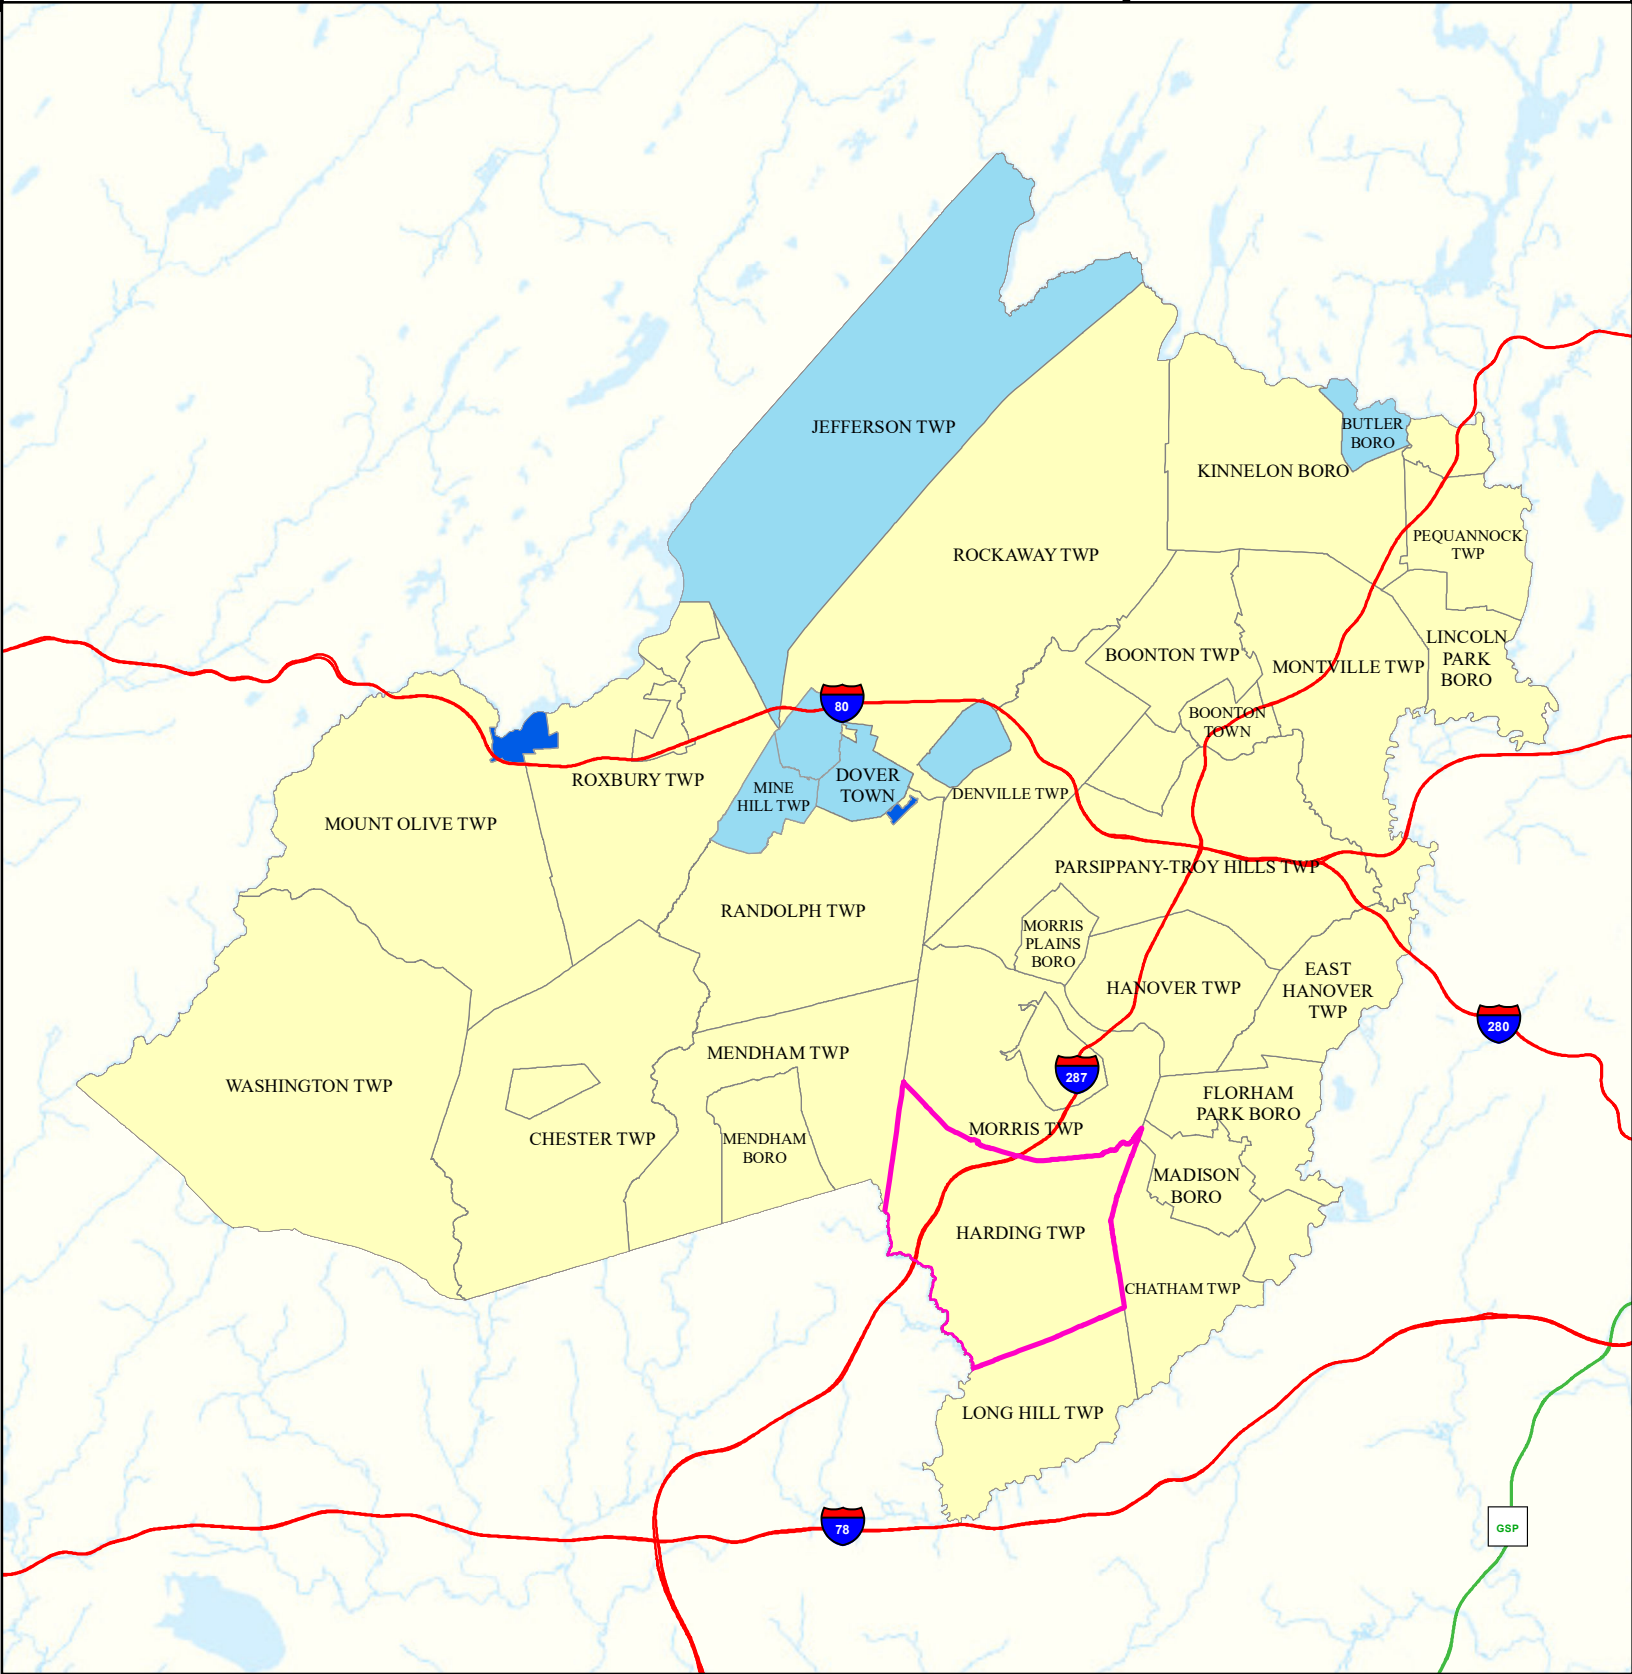 JEFFERSON TWP
BUTLER
BORO
KINNELON BORO
PEQUANNOCK
TWP
ROCKAWAY TWP
LINCOLN
PARK
BORO
BOONTON TWP
MONTVILLE TWP
80
BOONTON
TOWN
ROXBURY TWP
DOVER
TOWN
MINE
HILL TWP
DENVILLE TWP
MOUNT OLIVE TWP
PARSIPPANY-TROY HILLS TWP
RANDOLPH TWP
MORRIS
PLAINS
BORO
EAST
HANOVER
TWP
HANOVER TWP
280
MENDHAM TWP
287
WASHINGTON TWP
FLORHAM
PARK BORO
MORRIS TWP
CHESTER TWP
MENDHAM
BORO
MADISON
BORO
HARDING TWP
CHATHAM TWP
LONG HILL TWP
78
GSP